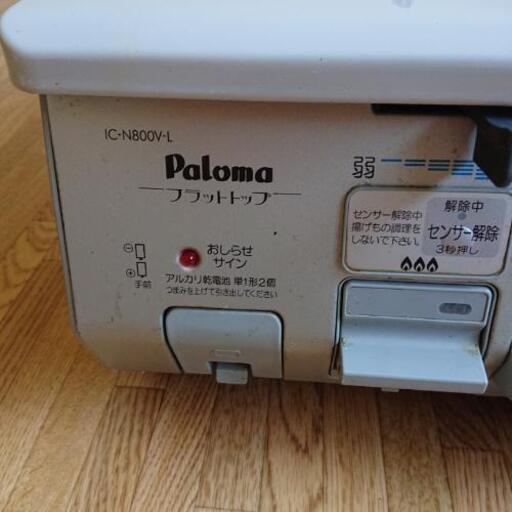 IC-N800V-L
Paloma
フラットトップ
弱
解除中
センサー解除
3秒押し
センサー解除中
揚げもの調理を
しないで下さい。
おしらせ
サイン
手前
アルカリ乾電池 単1形2個
つまみを上げて引き出してください